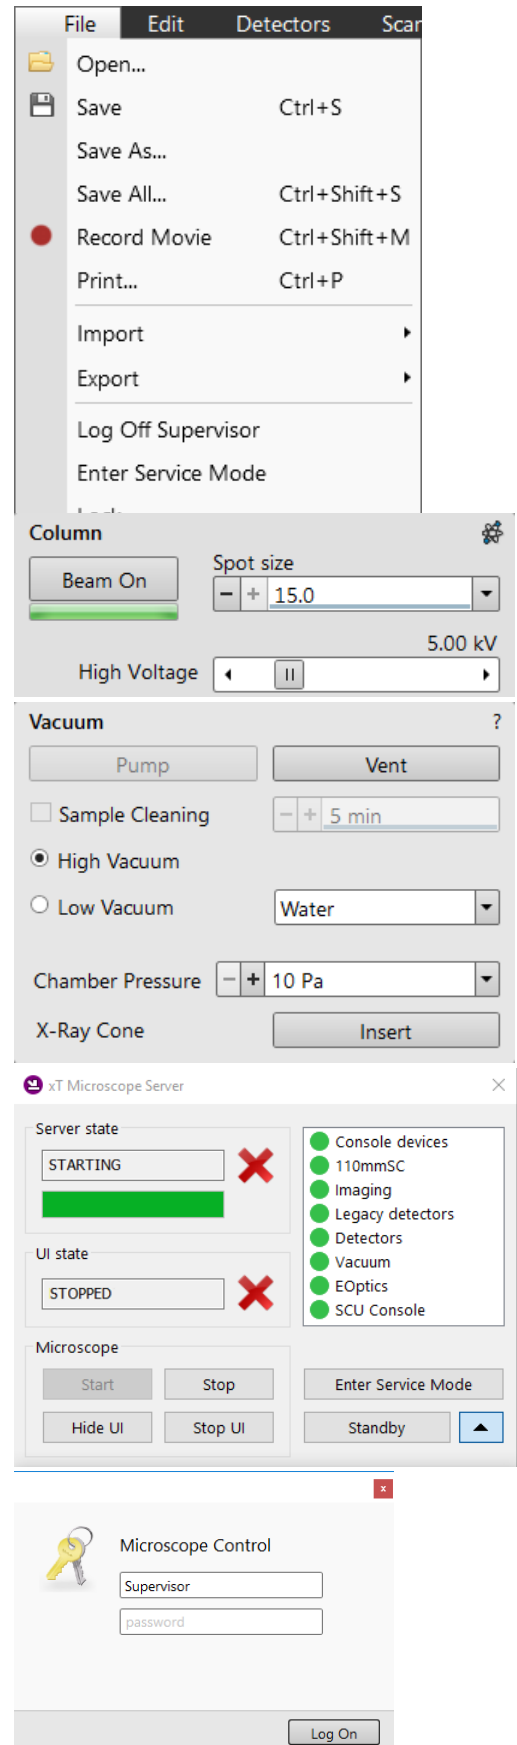 File Edit Detectors Scar
Open...
Save Ctrl+S
Save As...
Save All... Ctrl+Shift+S
Record Movie Ctrl+Shift+M
Print... Ctrl+P
Import
Export
Log Off Supervisor
Enter Service Mode
Column
Beam On
Spot size
15.0
5.00 kV
High Voltage
Vacuum ?
Pump Vent
Sample Cleaning 5 min
High Vacuum
Low Vacuum Water
Chamber Pressure 10 Pa
X-Ray Cone Insert
xT Microscope Server
Server state
STARTING
UI state
STOPPED
Console devices
110mmSC
Imaging
Legacy detectors
Detectors
Vacuum
EOptics
SCU Console
Microscope
Start Stop Enter Service Mode
Hide UI Stop UI Standby
Microscope Control
Supervisor
password
Log On